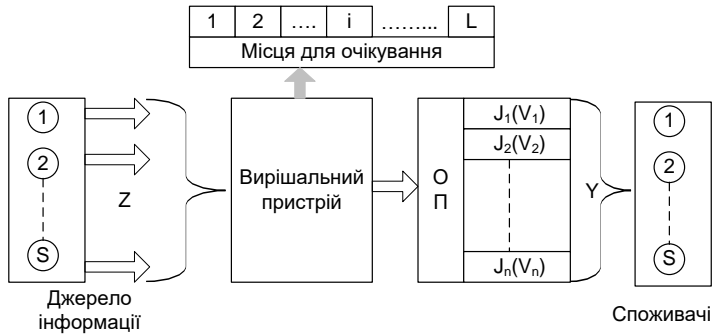 1 2 .... i ........... L
Місця для очікування
1
2
S
Z
Джерело
інформації
Вирішальний
пристрій
О
П
J₁(V₁)
J₂(V₂)
Jₙ(Vₙ)
Y
1
2
S
Споживачі